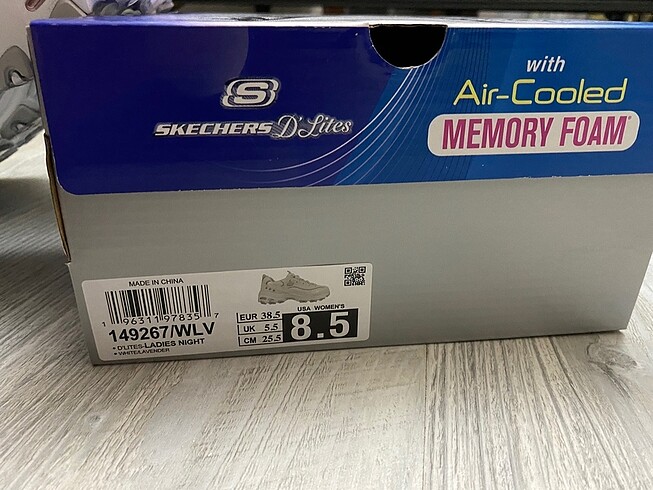 S
SKECHERS D'Lites
with
Air-Cooled
MEMORY FOAM
MADE IN CHINA
1 96311 97835 7
149267/WLV
• D'LITES-LADIES NIGHT
• WHITE/LAVENDER
USA WOMEN'S
EUR 38.5
UK 5.5
CM 25.5
8.5